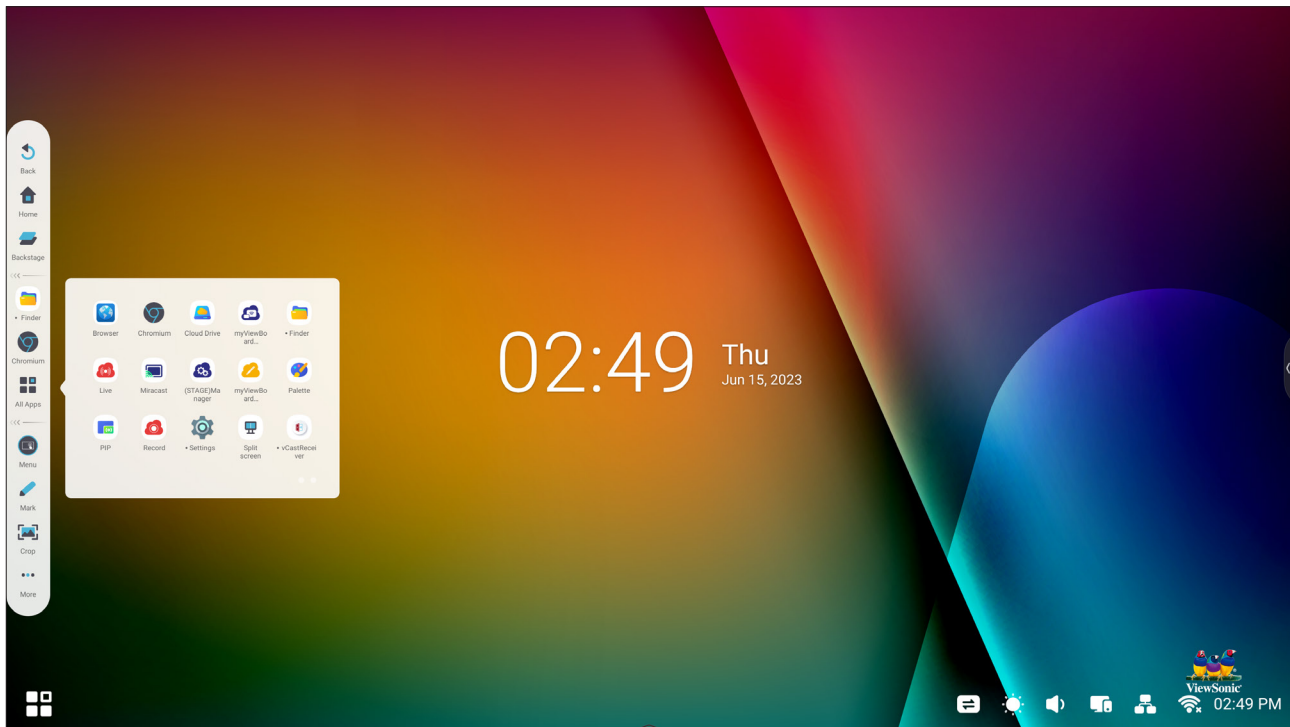 Back
Home
Backstage
• Finder
Chromium
All Apps
Menu
Mark
Crop
More
Browser
Chromium
Cloud Drive
myViewBo
ard...
• Finder
Live
Miracast
(STAGE)Ma
nager
myViewBo
ard...
Palette
PIP
Record
• Settings
Split
screen
• vCastRecei
ver
02:49
Thu
Jun 15, 2023
ViewSonic
02:49 PM